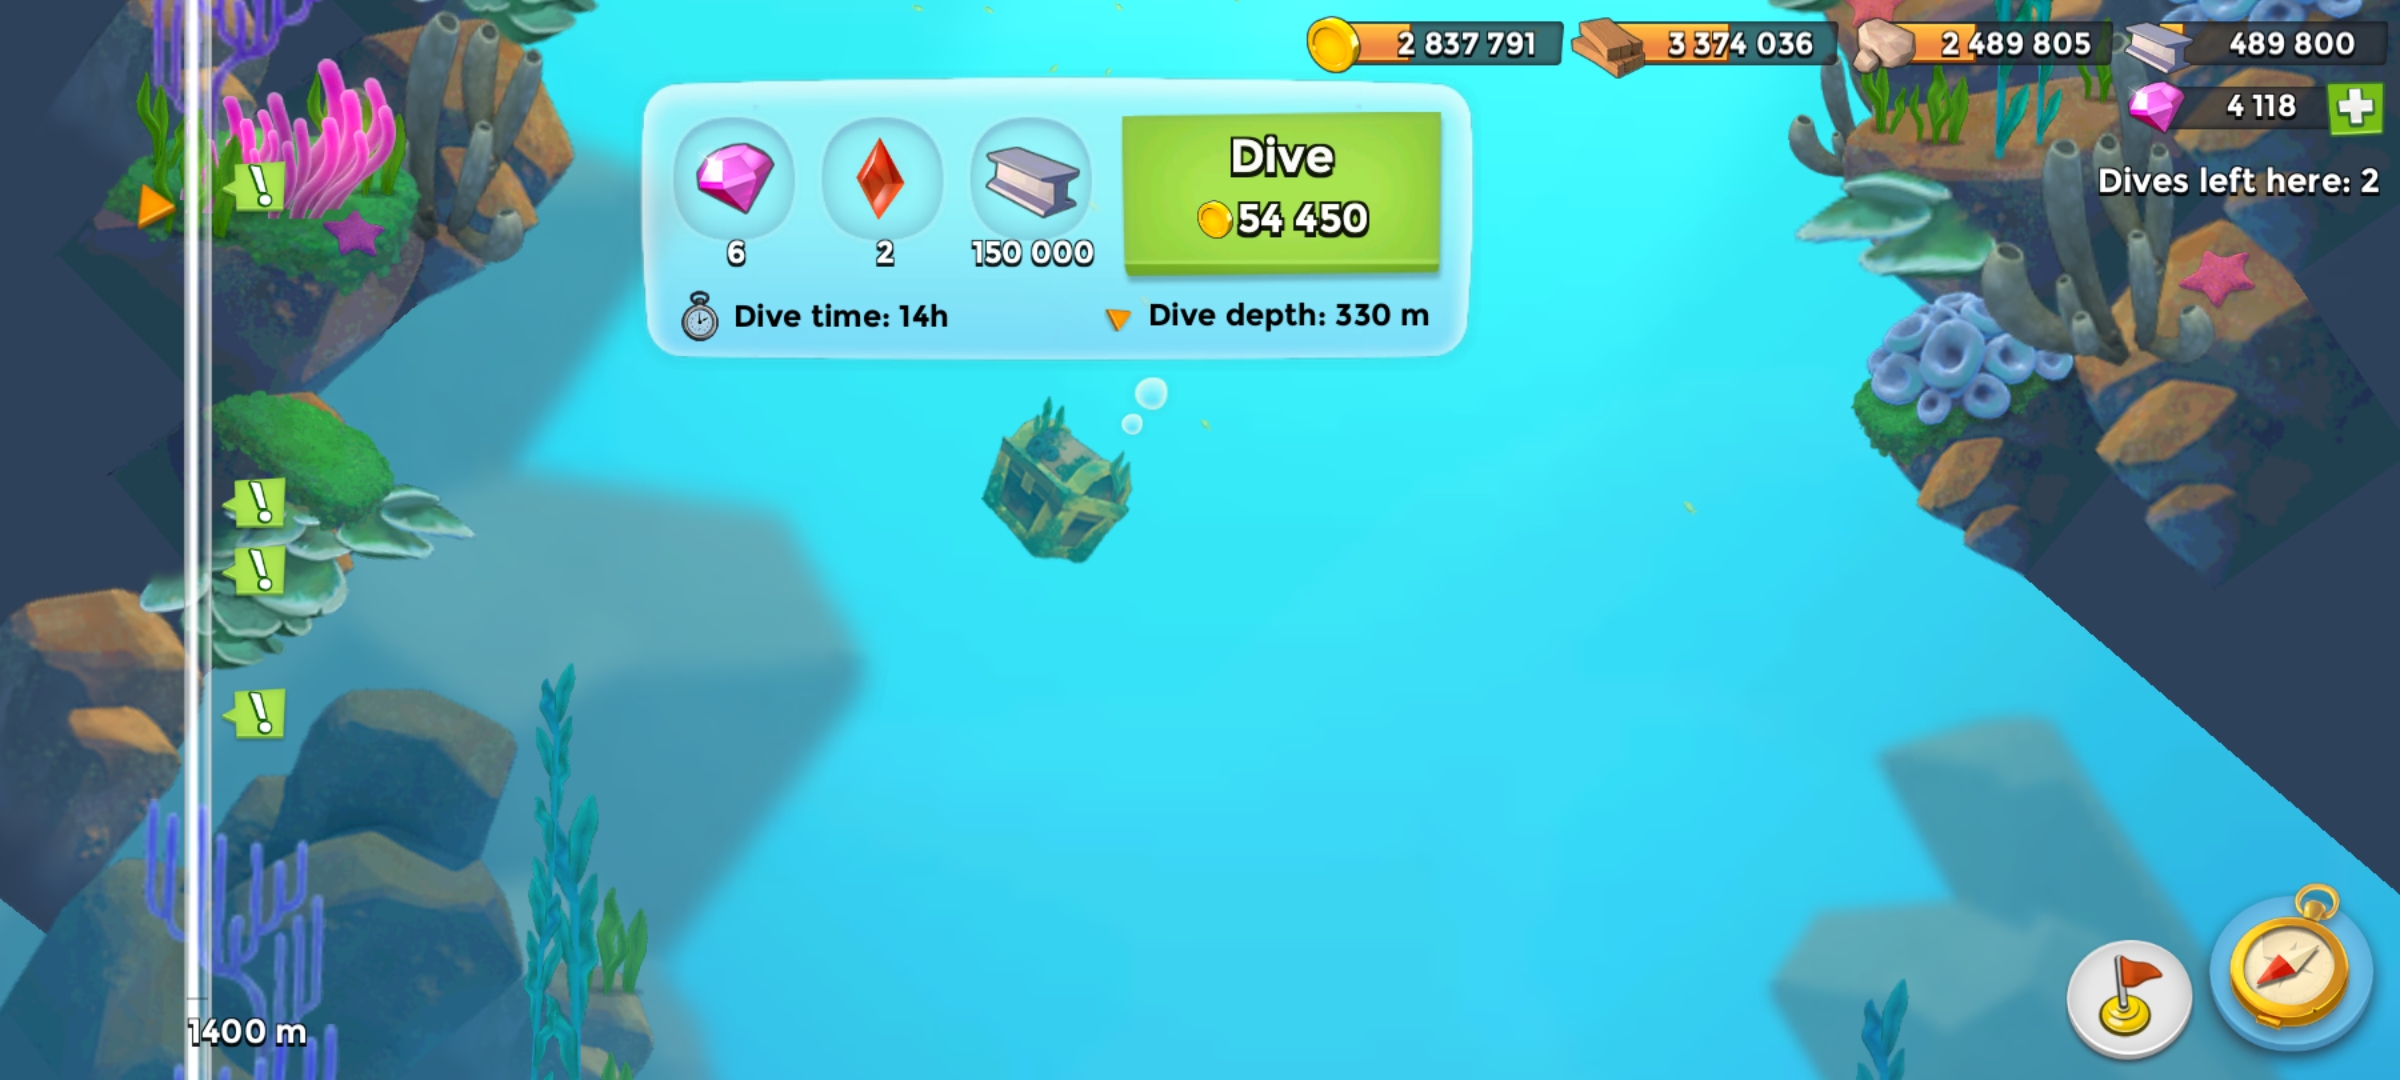 2 837 791
3 374 036
2 489 805
489 800
4 118
Dives left here: 2
Dive
54 450
6
2
150 000
Dive time: 14h
Dive depth: 330 m
!
!
!
!
1400 m